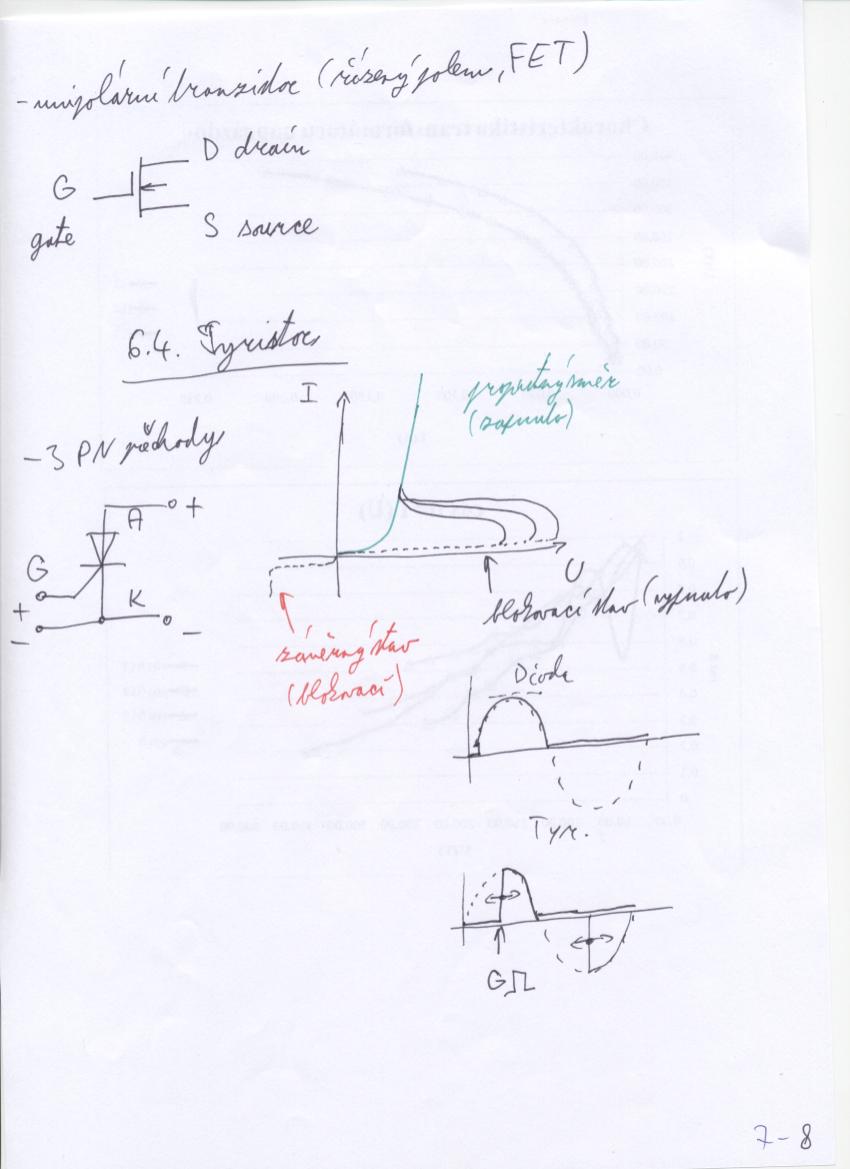 - unipolární tranzistor (řízený polem, FET)
D drain
G
gate
S source
6.4. Tyristor
I
propustný směr
(zapnuto)
- 3 PN přechody
A +
G
U
+
K
-
-
blokovací stav (vypnuto)
závěrný stav
(blokovací)
Dioda
Tyr.
G
7-8